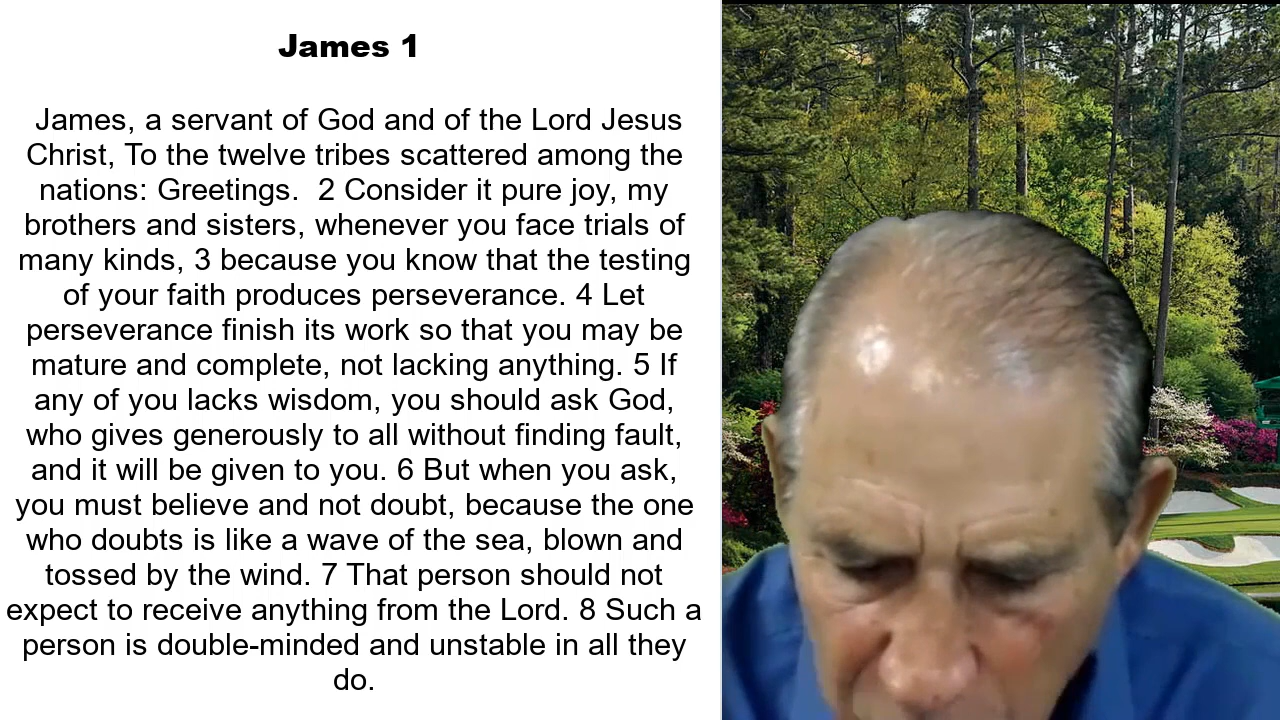 James 1
James, a servant of God and of the Lord Jesus
Christ, To the twelve tribes scattered among the
nations: Greetings.  2 Consider it pure joy, my
brothers and sisters, whenever you face trials of
many kinds, 3 because you know that the testing
of your faith produces perseverance. 4 Let
perseverance finish its work so that you may be
mature and complete, not lacking anything. 5 If
any of you lacks wisdom, you should ask God,
who gives generously to all without finding fault,
and it will be given to you. 6 But when you ask,
you must believe and not doubt, because the one
who doubts is like a wave of the sea, blown and
tossed by the wind. 7 That person should not
expect to receive anything from the Lord. 8 Such a
person is double-minded and unstable in all they
do.